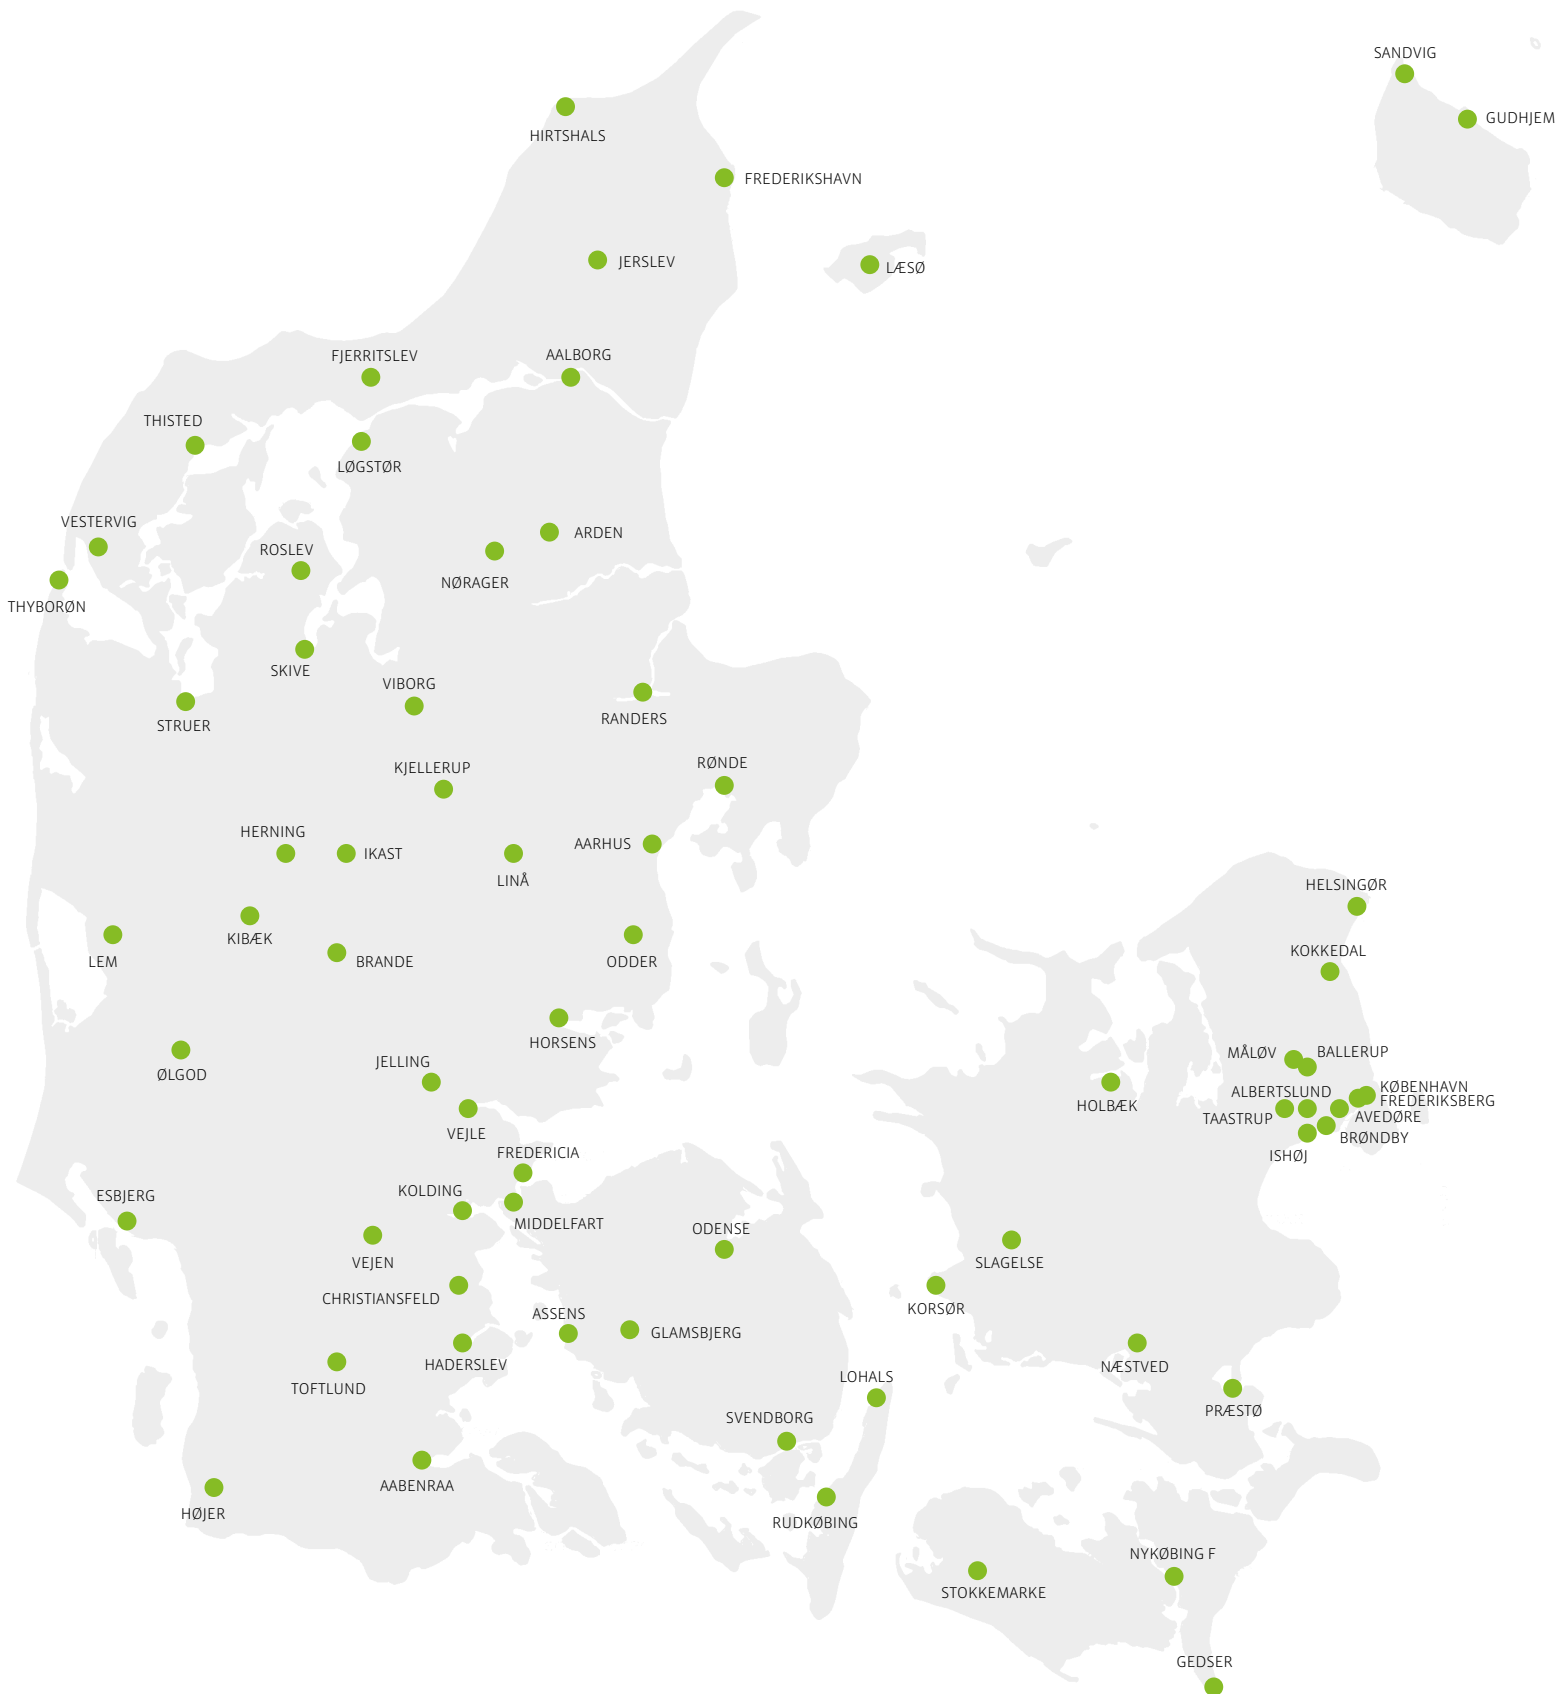 SANDVIG
GUDHJEM
HIRTSHALS
FREDERIKSHAVN
JERSLEV
LÆSØ
FJERRITSLEV
AALBORG
THISTED
LØGSTØR
VESTERVIG
ARDEN
ROSLEV
NØRAGER
THYBORØN
SKIVE
VIBORG
RANDERS
STRUER
RØNDE
KJELLERUP
HERNING
IKAST
AARHUS
LINÅ
HELSINGØR
KIBÆK
KOKKEDAL
LEM
BRANDE
ODDER
HORSENS
MÅLØV
BALLERUP
JELLING
ØLGOD
KØBENHAVN
ALBERTSLUND
FREDERIKSBERG
HOLBÆK
TAASTRUP
AVEDØRE
VEJLE
BRØNDBY
FREDERICIA
ISHØJ
KOLDING
ESBJERG
MIDDELFART
ODENSE
VEJEN
SLAGELSE
CHRISTIANSFELD
KORSØR
ASSENS
GLAMSBJERG
HADERSLEV
NÆSTVED
LOHALS
TOFTLUND
PRÆSTØ
SVENDBORG
AABENRAA
HØJER
RUDKØBING
NYKØBING F
STOKKEMARKE
GEDSER